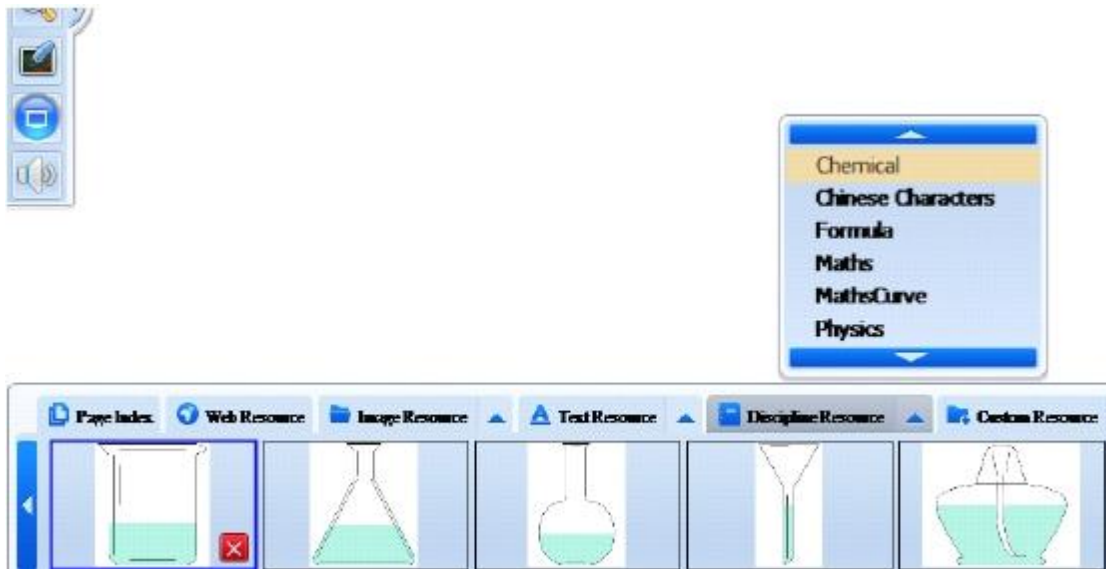 Chemical
Chinese Characters
Formula
Maths
MathsCurve
Physics
Page Index Web Resource Image Resource Text Resource Discipline Resource Custom Resource